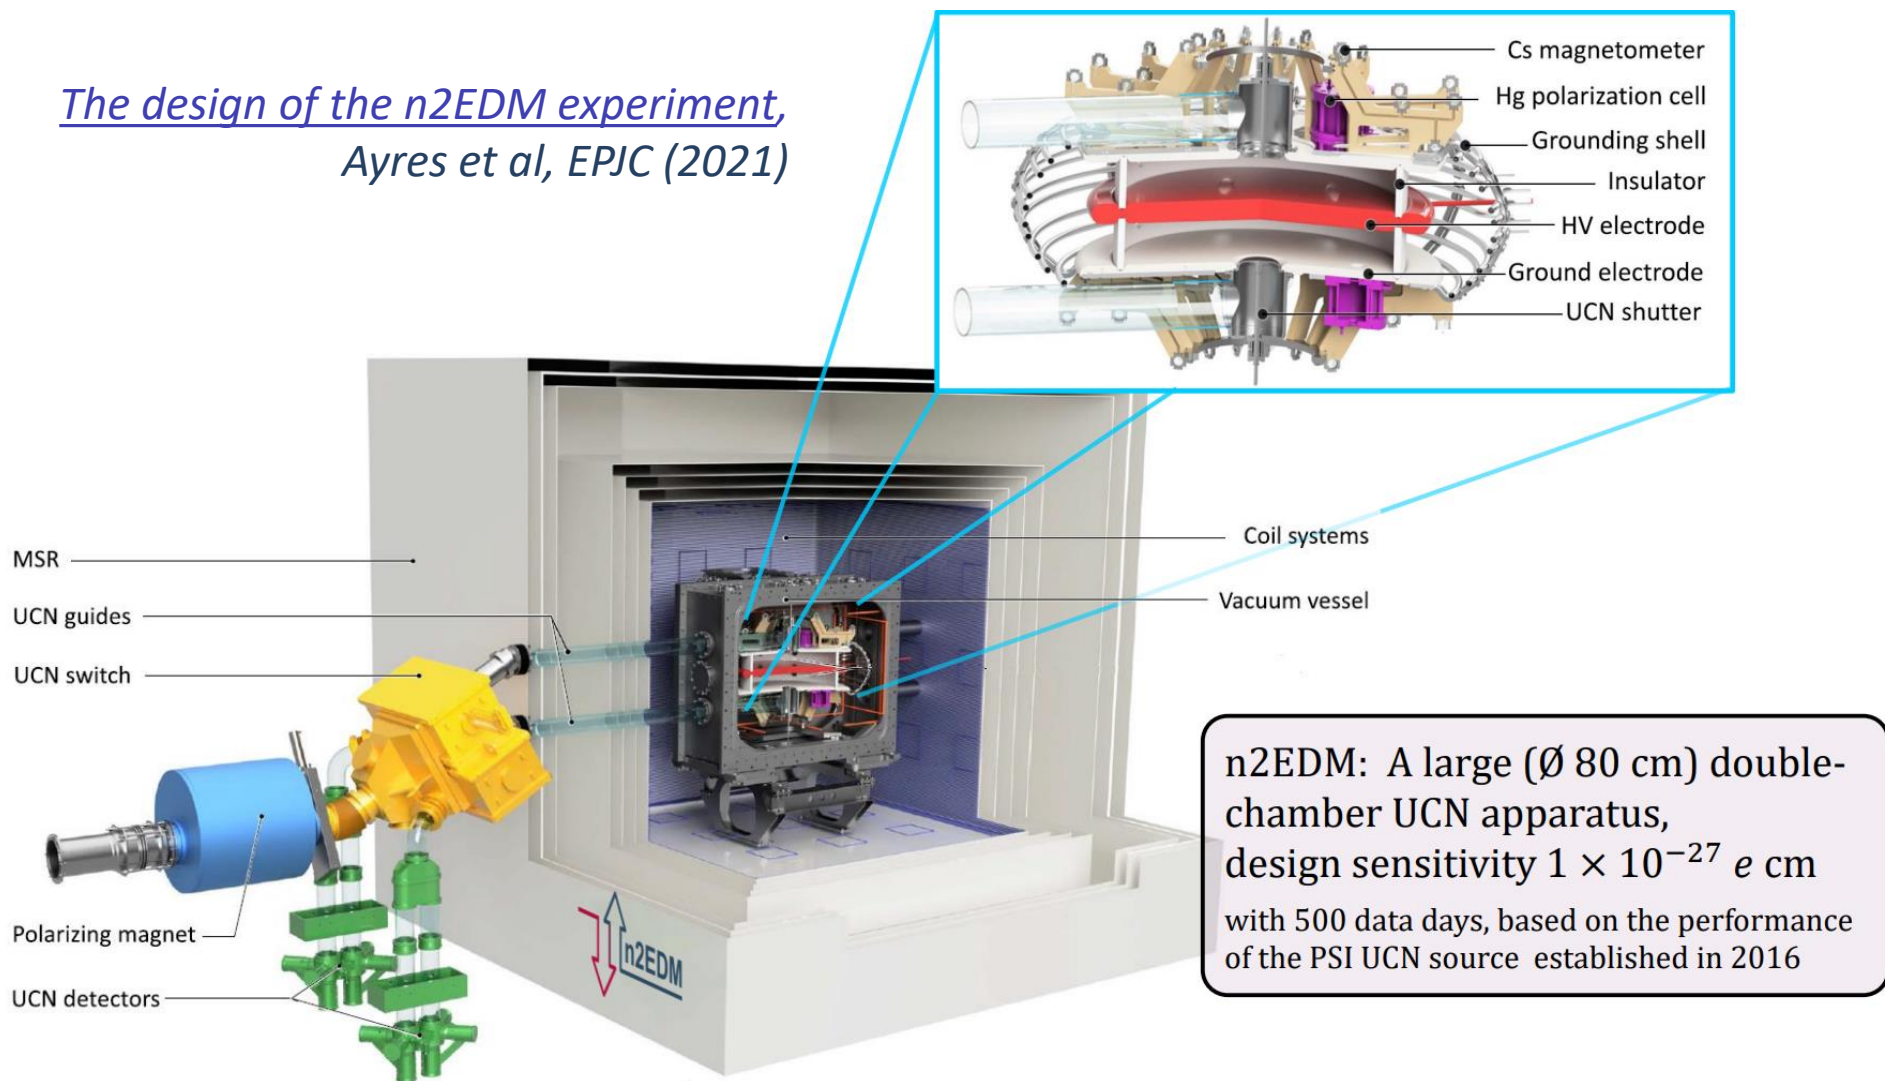 The design of the n2EDM experiment,
Ayres et al, EPJC (2021)
Cs magnetometer
Hg polarization cell
Grounding shell
Insulator
HV electrode
Ground electrode
UCN shutter
MSR
UCN guides
UCN switch
Polarizing magnet
UCN detectors
Coil systems
Vacuum vessel
n2EDM
n2EDM: A large (Ø 80 cm) double-
chamber UCN apparatus,
design sensitivity 1 × 10⁻²⁷ e cm
with 500 data days, based on the performance
of the PSI UCN source established in 2016